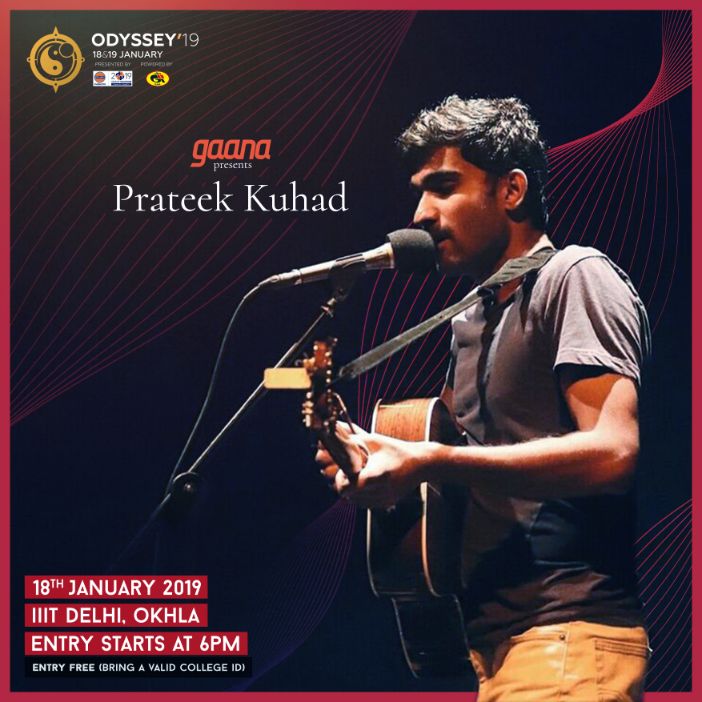 ODYSSEY'19
18&19 JANUARY
PRESENTED BY POWERED BY
2019
gaana
presents
Prateek Kuhad
18TH JANUARY 2019
IIIT DELHI, OKHLA
ENTRY STARTS AT 6PM
ENTRY FREE (BRING A VALID COLLEGE ID)